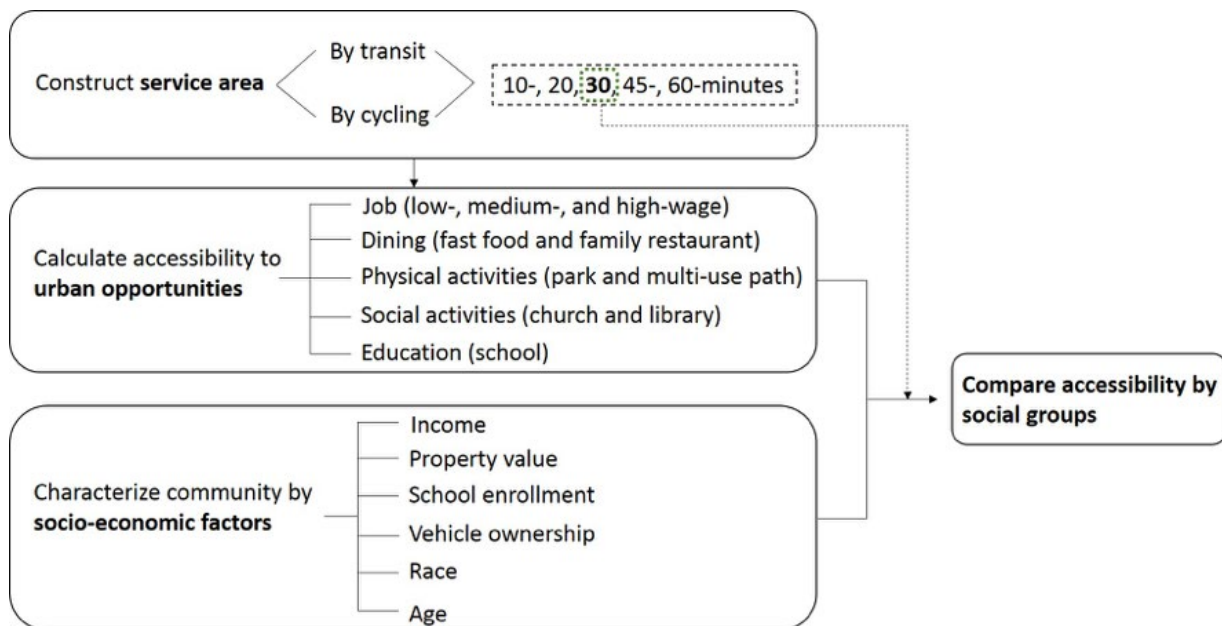 By transit
Construct service area
10-, 20, 30, 45-, 60-minutes
By cycling
Job (low-, medium-, and high-wage)
Dining (fast food and family restaurant)
Calculate accessibility to
urban opportunities
Physical activities (park and multi-use path)
Social activities (church and library)
Education (school)
Compare accessibility by
social groups
Income
Property value
Characterize community by
socio-economic factors
School enrollment
Vehicle ownership
Race
Age